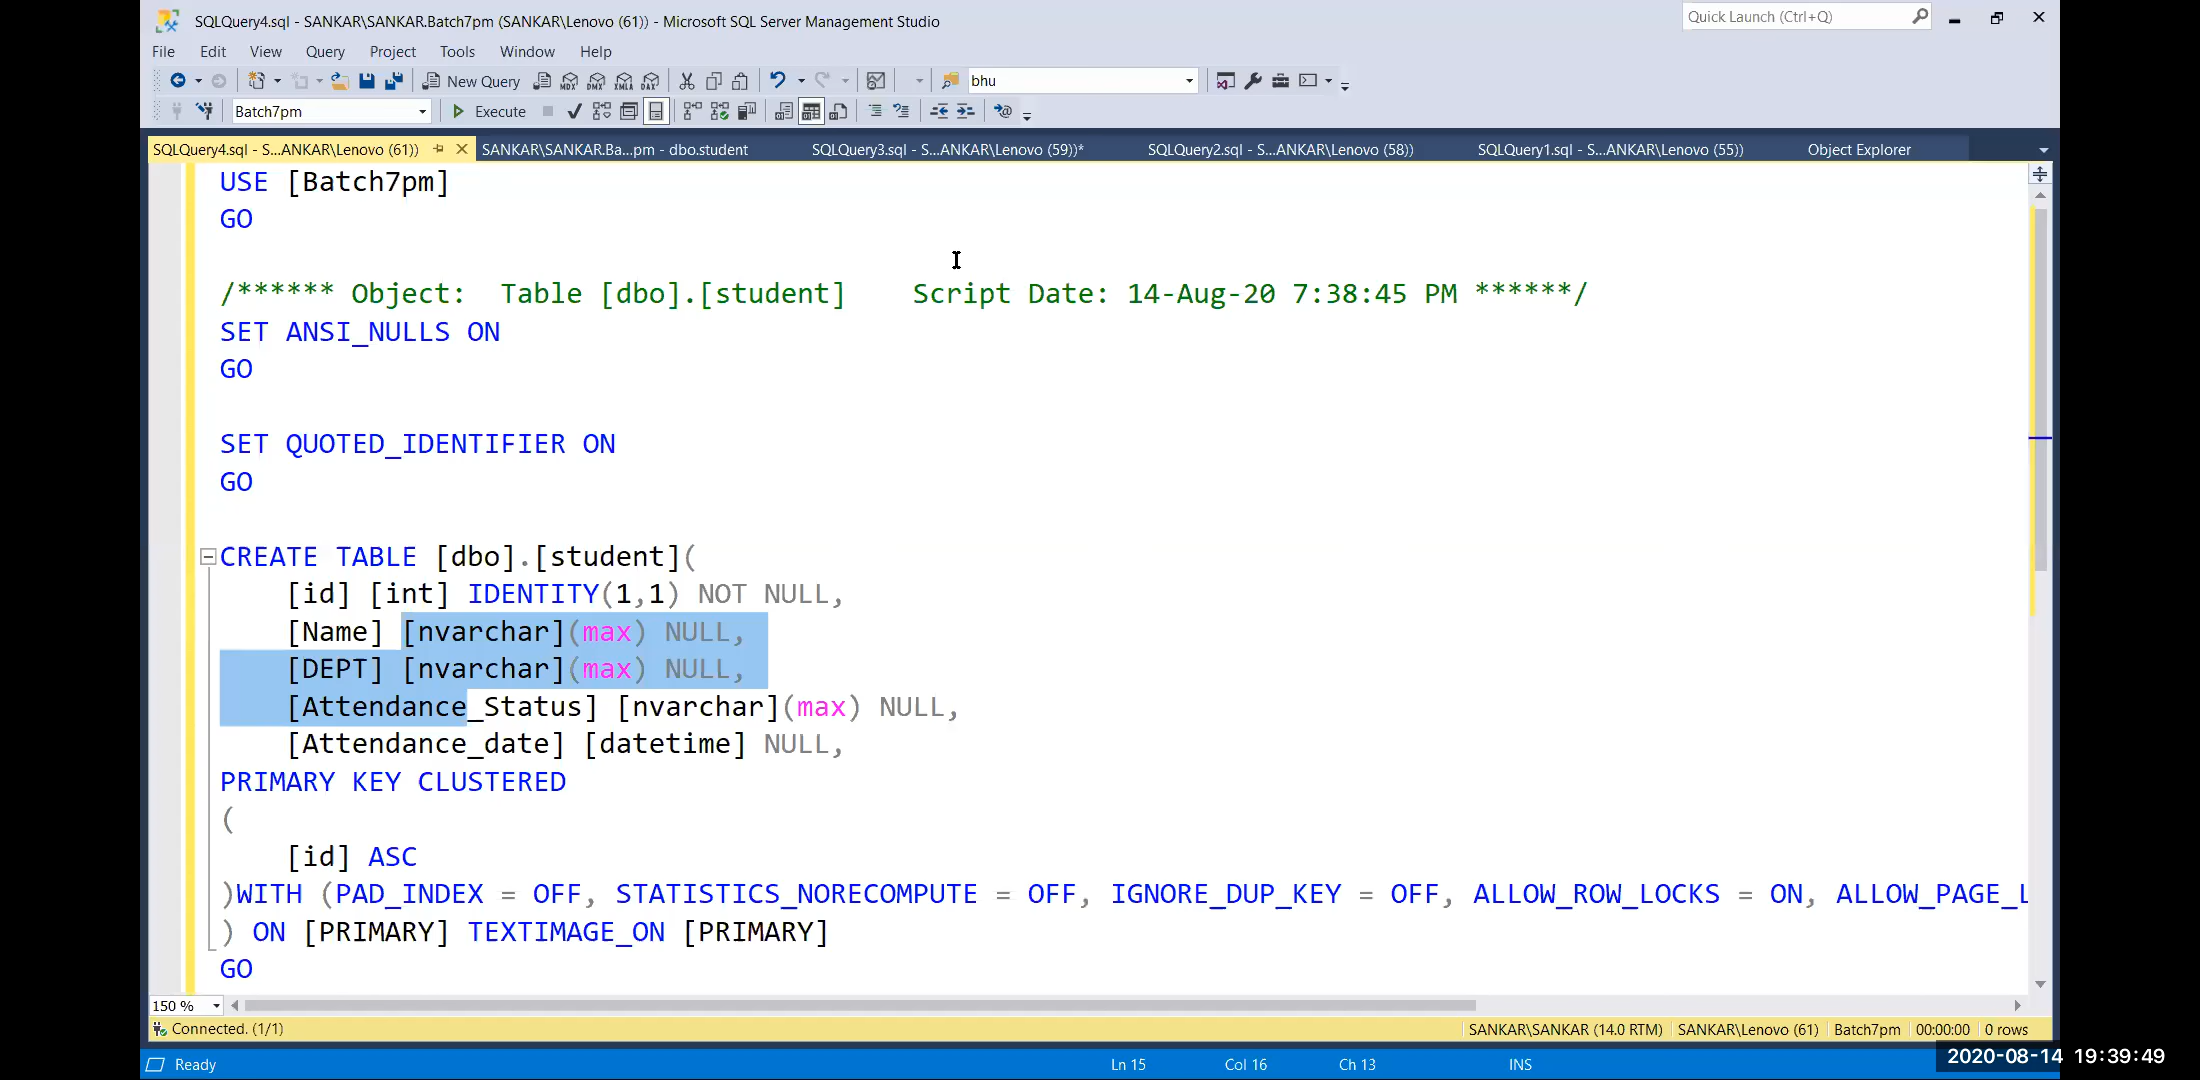 SQLQuery4.sql - SANKAR\SANKAR.Batch7pm (SANKAR\Lenovo (61)) - Microsoft SQL Server Management Studio
Quick Launch (Ctrl+Q)
File Edit View Query Project Tools Window Help
New Query
MDX DMX XMLA DAX
bhu
Batch7pm
Execute
SQLQuery4.sql - S...ANKAR\Lenovo (61))
SANKAR\SANKAR.Ba...pm - dbo.student
SQLQuery3.sql - S...ANKAR\Lenovo (59))*
SQLQuery2.sql - S...ANKAR\Lenovo (58))
SQLQuery1.sql - S...ANKAR\Lenovo (55))
Object Explorer
USE [Batch7pm]
GO
/****** Object:  Table [dbo].[student]    Script Date: 14-Aug-20 7:38:45 PM ******/
SET ANSI_NULLS ON
GO
SET QUOTED_IDENTIFIER ON
GO
CREATE TABLE [dbo].[student](
[id] [int] IDENTITY(1,1) NOT NULL,
[Name] [nvarchar](max) NULL,
[DEPT] [nvarchar](max) NULL,
[Attendance_Status] [nvarchar](max) NULL,
[Attendance_date] [datetime] NULL,
PRIMARY KEY CLUSTERED
(
[id] ASC
)WITH (PAD_INDEX = OFF, STATISTICS_NORECOMPUTE = OFF, IGNORE_DUP_KEY = OFF, ALLOW_ROW_LOCKS = ON, ALLOW_PAGE_L
) ON [PRIMARY] TEXTIMAGE_ON [PRIMARY]
GO
150 %
Connected. (1/1)
SANKAR\SANKAR (14.0 RTM) SANKAR\Lenovo (61) Batch7pm 00:00:00 0 rows
Ready
Ln 15 Col 16 Ch 13 INS
2020-08-14 19:39:49